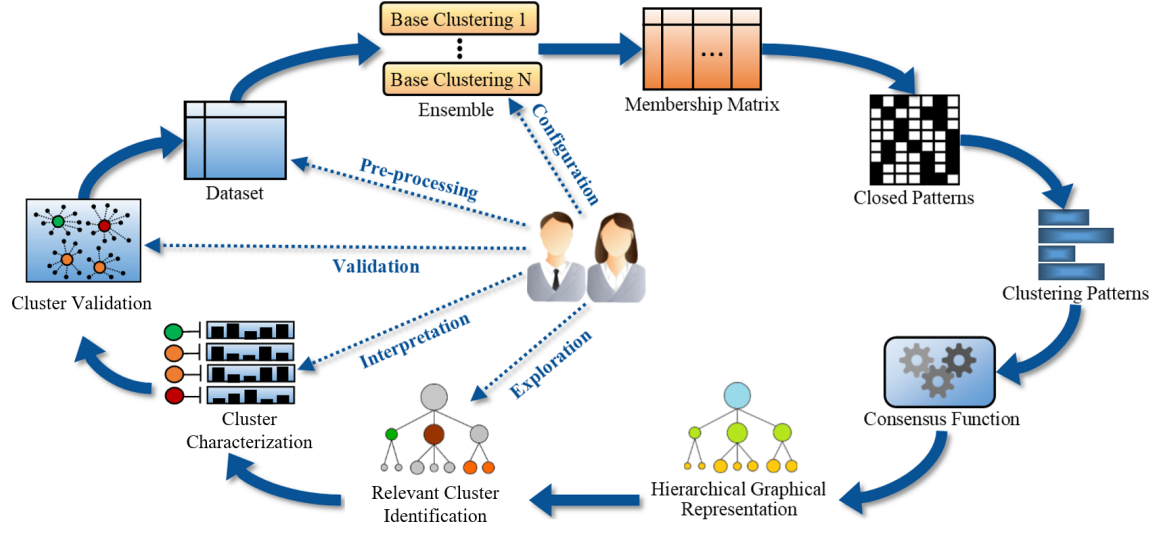 Base Clustering 1
Base Clustering N
Ensemble
Membership Matrix
Closed Patterns
Clustering Patterns
Consensus Function
Hierarchical Graphical
Representation
Relevant Cluster
Identification
Cluster
Characterization
Cluster Validation
Dataset
Configuration
Pre-processing
Validation
Interpretation
Exploration